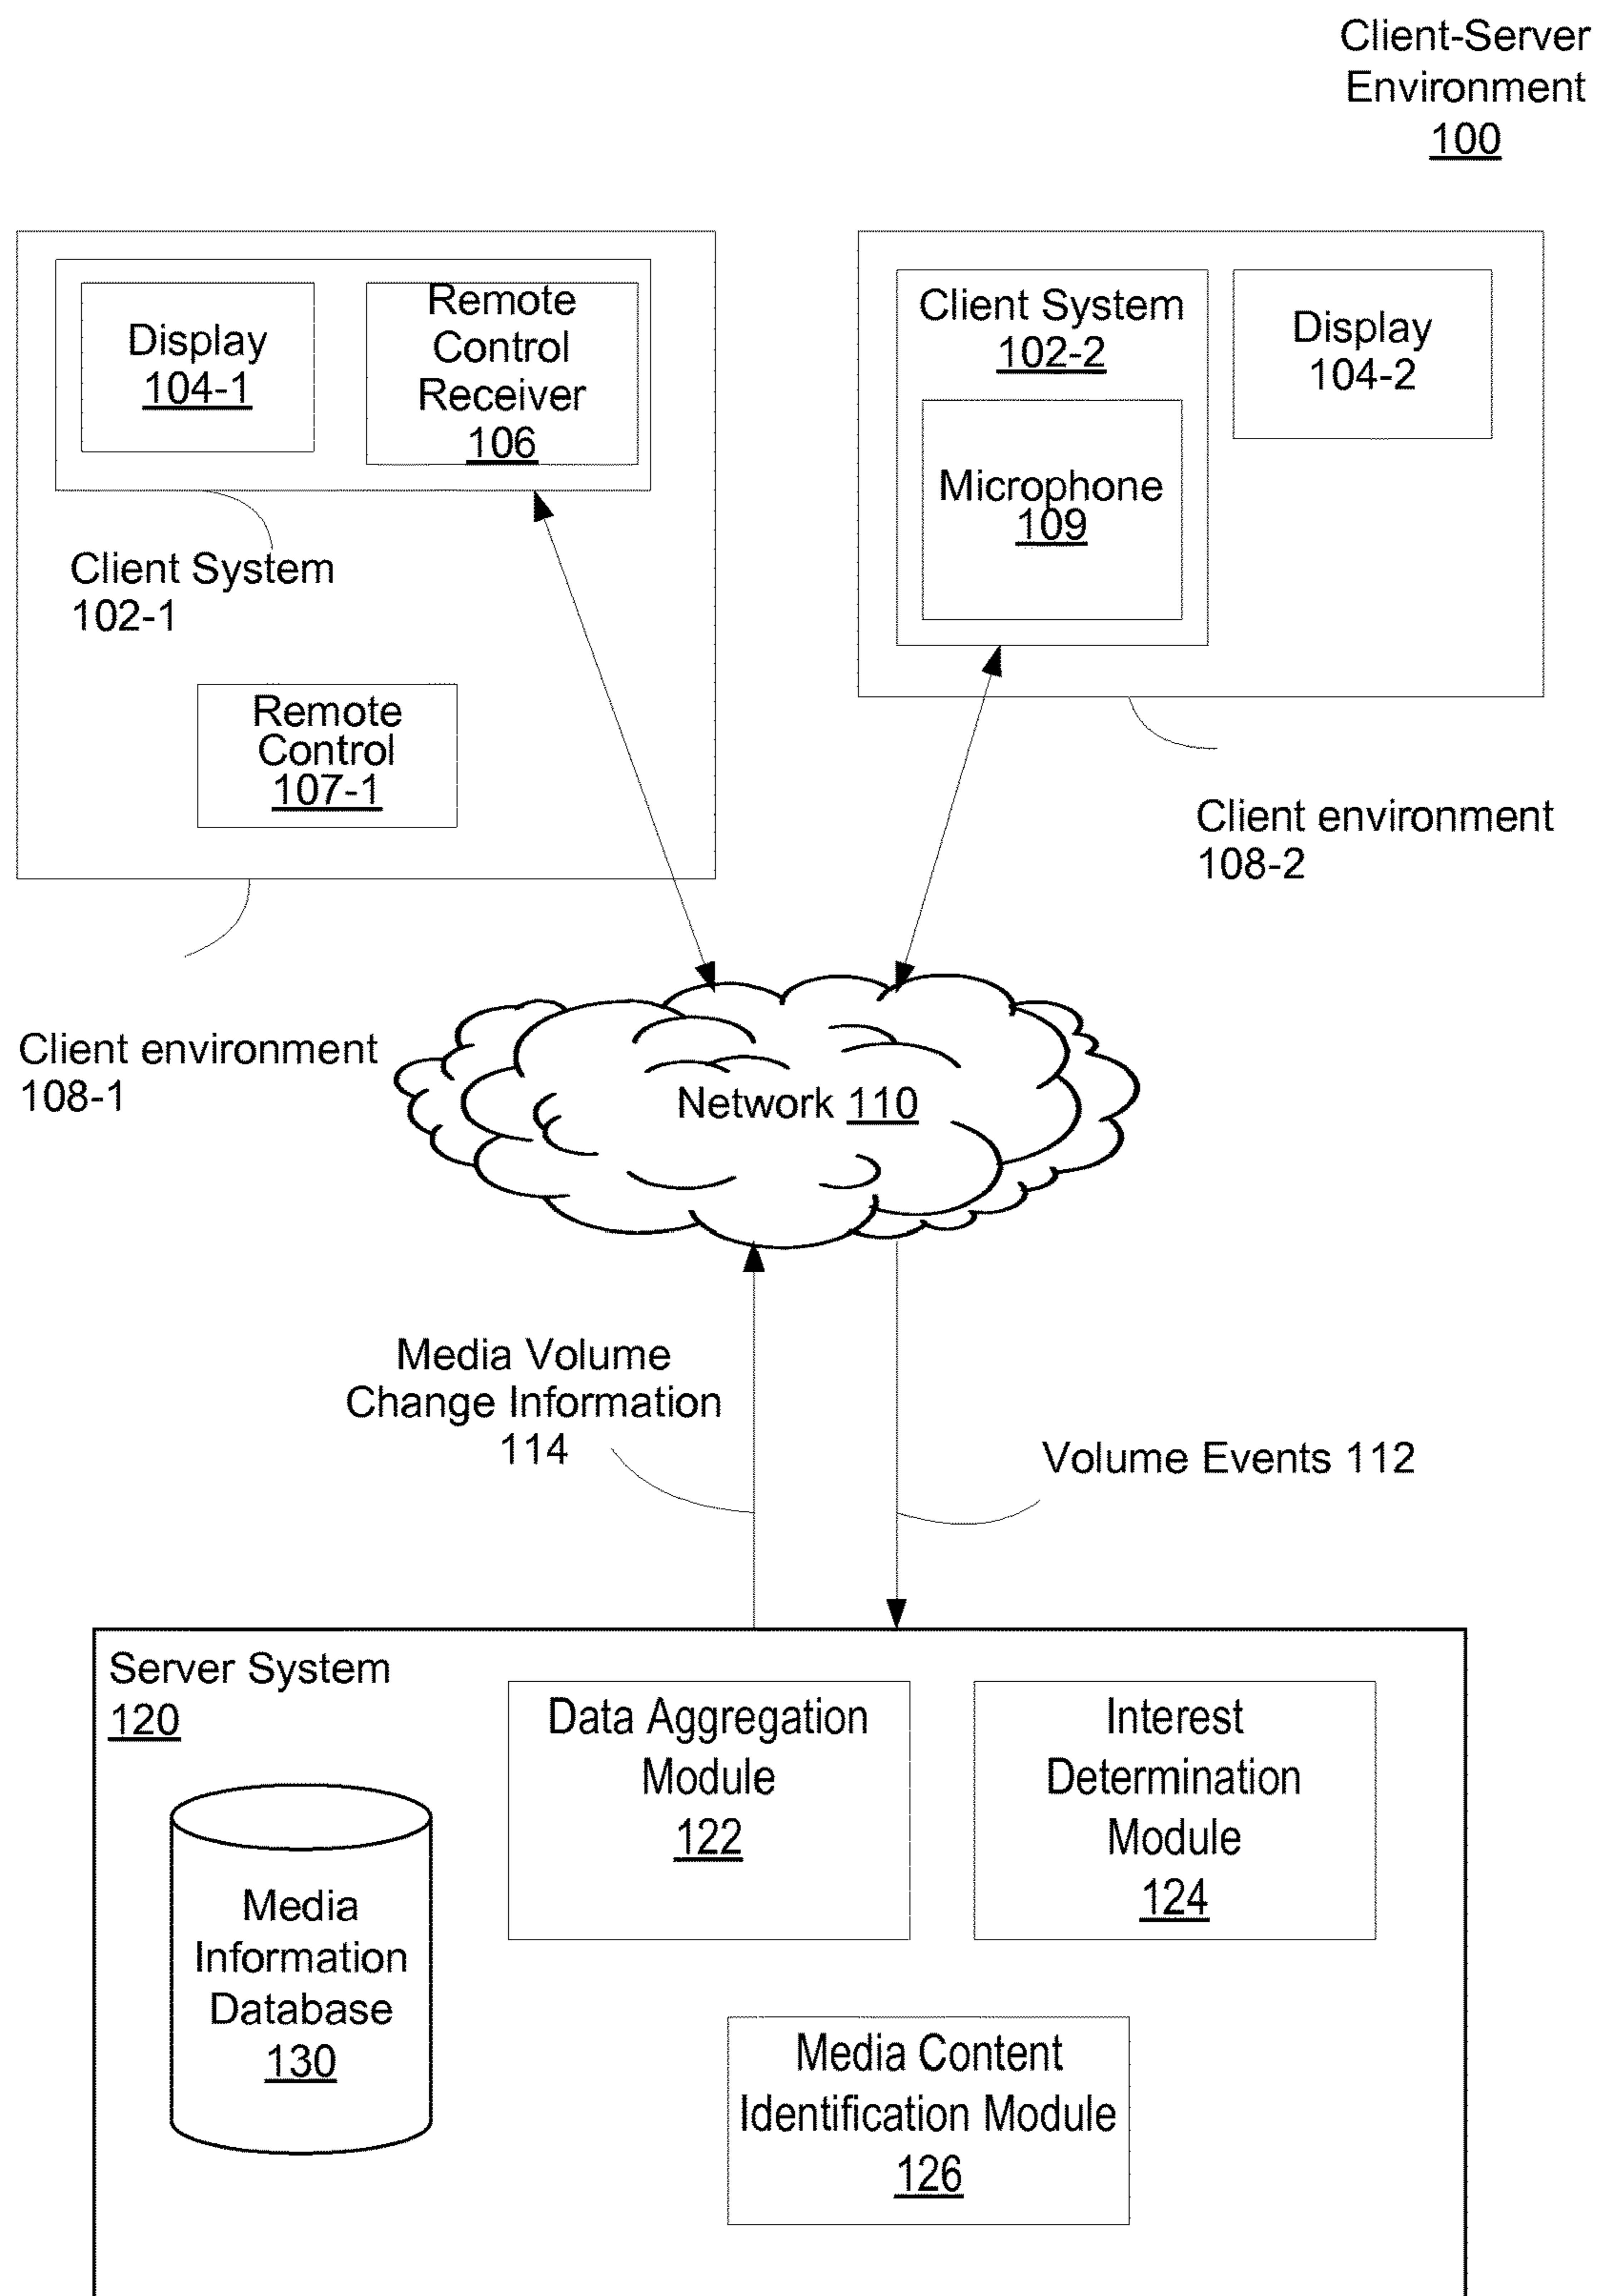 Client-Server
Environment
100
Display
104-1
Remote
Control
Receiver
106
Client System
102-1
Remote
Control
107-1
Client environment
108-1
Client System
102-2
Microphone
109
Display
104-2
Client environment
108-2
Network 110
Media Volume
Change Information
114
Volume Events 112
Server System
120
Media
Information
Database
130
Data Aggregation
Module
122
Interest
Determination
Module
124
Media Content
Identification Module
126